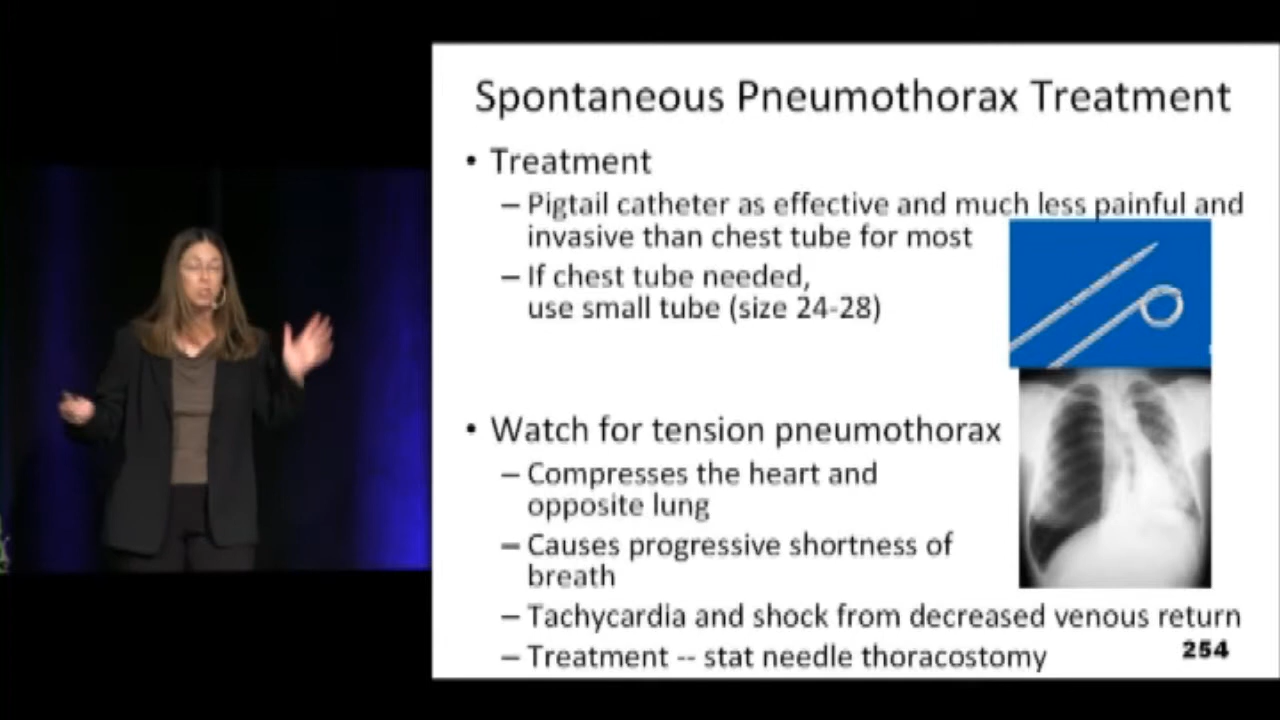 Spontaneous Pneumothorax Treatment
• Treatment
– Pigtail catheter as effective and much less painful and
invasive than chest tube for most
– If chest tube needed,
use small tube (size 24-28)
• Watch for tension pneumothorax
– Compresses the heart and
opposite lung
– Causes progressive shortness of
breath
– Tachycardia and shock from decreased venous return
– Treatment -- stat needle thoracostomy
254